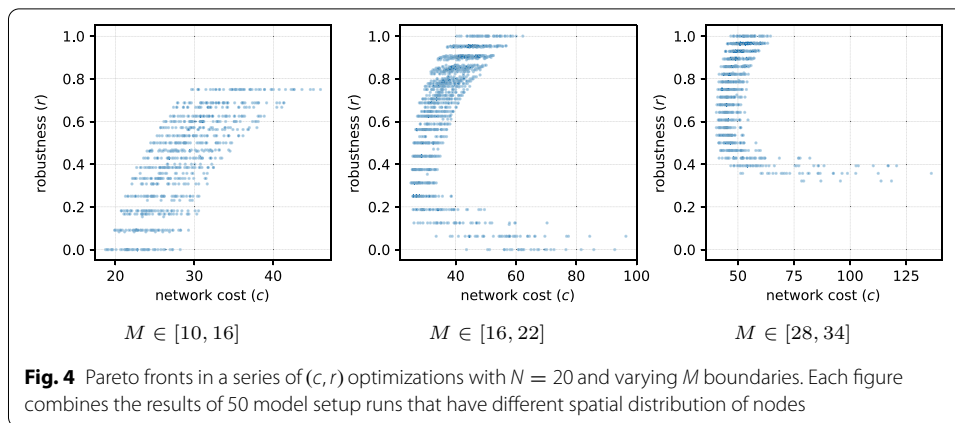 1.0
0.8
0.6
0.4
0.2
0.0
robustness (r)
20 30 40
network cost (c)
M ∈ [10, 16]
1.0
0.8
0.6
0.4
0.2
0.0
robustness (r)
40 60 80 100
network cost (c)
M ∈ [16, 22]
1.0
0.8
0.6
0.4
0.2
0.0
robustness (r)
50 75 100 125
network cost (c)
M ∈ [28, 34]
Fig. 4 Pareto fronts in a series of (c, r) optimizations with N = 20 and varying M boundaries. Each figure
combines the results of 50 model setup runs that have different spatial distribution of nodes